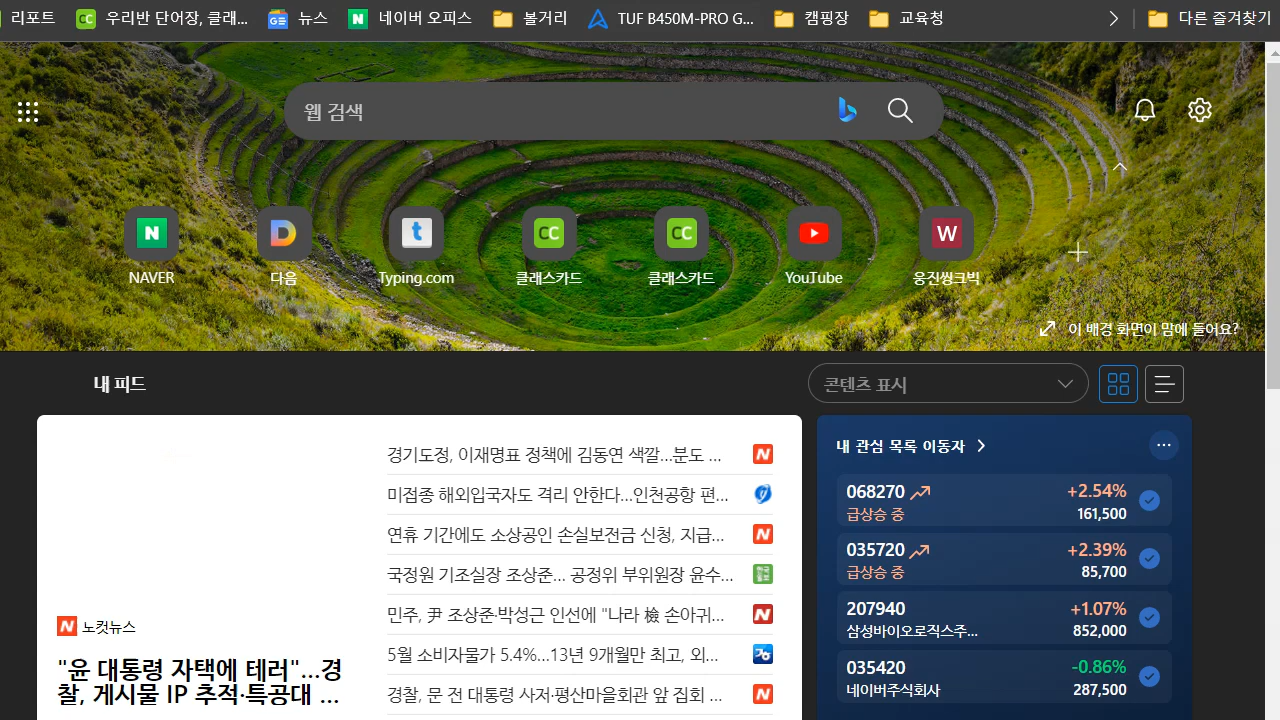 리포트
우리반 단어장, 클래...
뉴스
네이버 오피스
볼거리
TUF B450M-PRO G...
캠핑장
교육청
다른 즐겨찾기
웹 검색
NAVER
다음
Typing.com
클래스카드
클래스카드
YouTube
W
웅진씽크빅
이 배경 화면이 맘에 들어요?
내 피드
콘텐츠 표시
경기도정, 이재명표 정책에 김동연 색깔...분도 ...
미접종 해외입국자도 격리 안한다...인천공항 편...
연휴 기간에도 소상공인 손실보전금 신청, 지급...
국정원 기조실장 조상준... 공정위 부위원장 윤수...
민주, 尹 조상준·박성근 인선에 "나라 檢 손아귀...
5월 소비자물가 5.4%...13년 9개월만 최고, 외...
경찰, 문 전 대통령 사저·평산마을회관 앞 집회 ...
노컷뉴스
"윤 대통령 자택에 테러"...경
찰, 게시물 IP 추적·특공대 ...
내 관심 목록 이동자
068270 +2.54%
급상승 중 161,500
035720 +2.39%
급상승 중 85,700
207940 +1.07%
삼성바이오로직스주... 852,000
035420 -0.86%
네이버주식회사 287,500